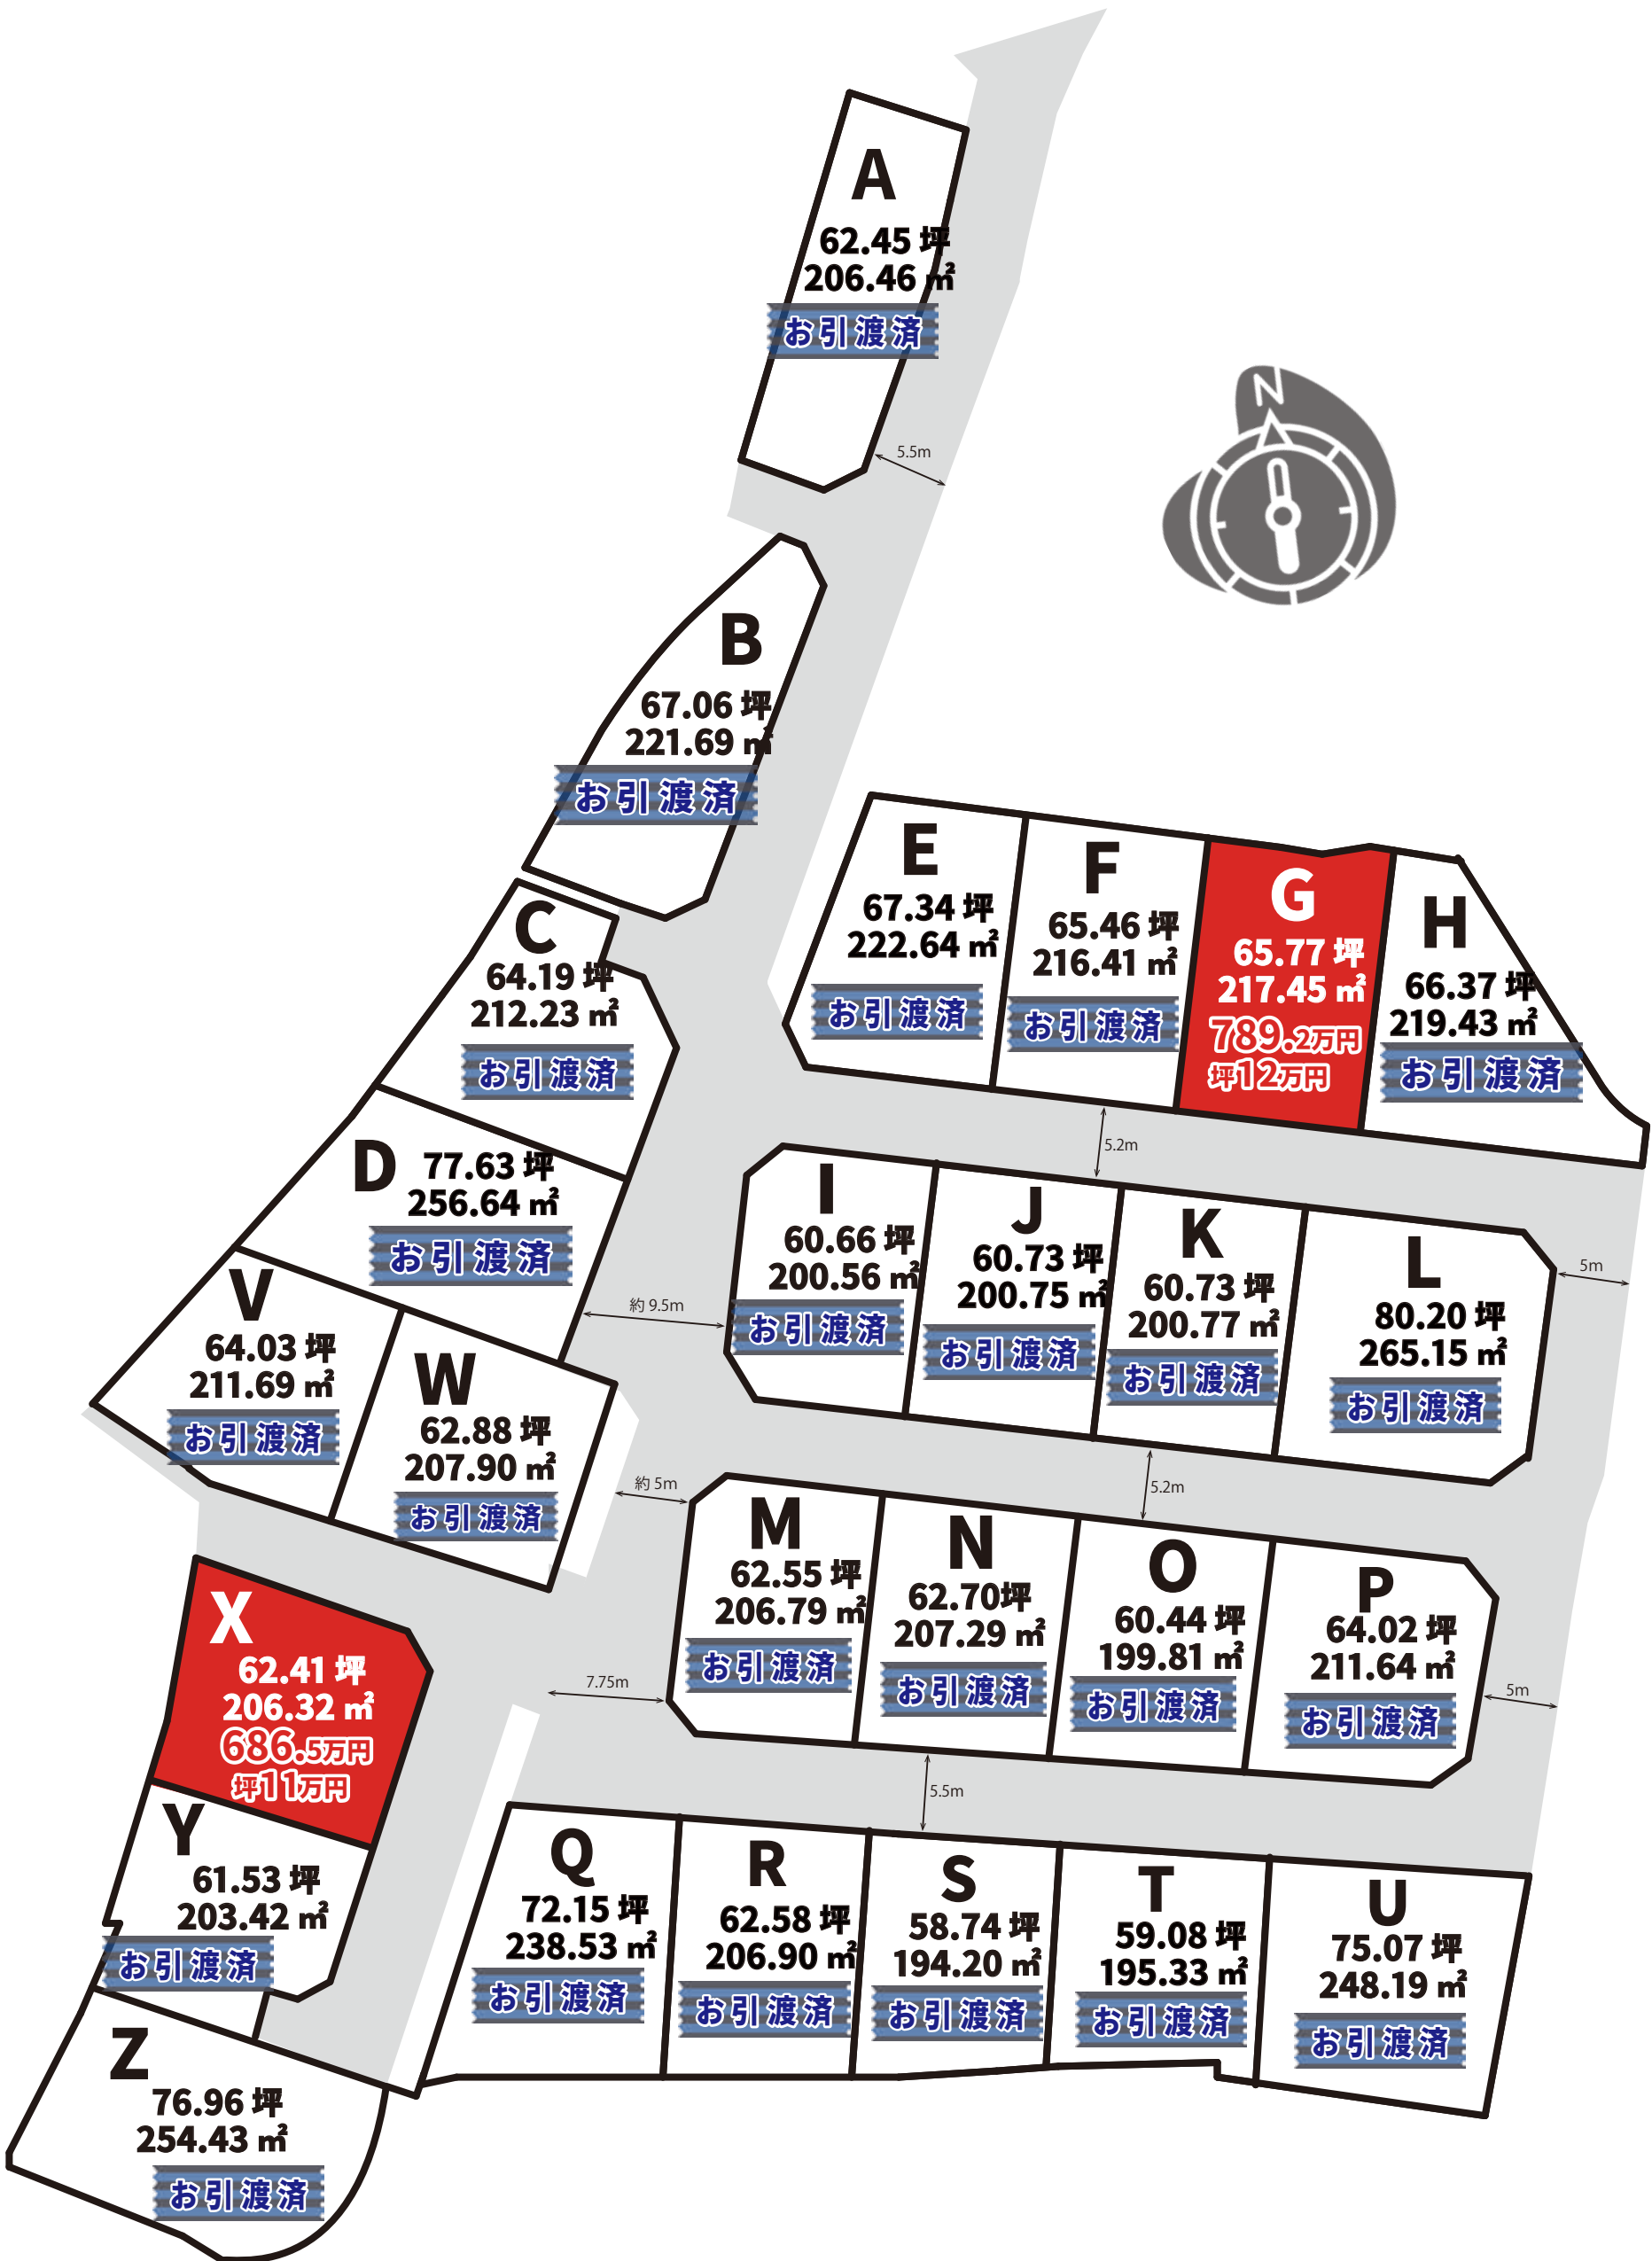 A
62.45 坪
206.46 ㎡
お引渡済
5.5m
N
B
67.06 坪
221.69 ㎡
お引渡済
C
64.19 坪
212.23 ㎡
お引渡済
D
77.63 坪
256.64 ㎡
お引渡済
E
67.34 坪
222.64 ㎡
お引渡済
F
65.46 坪
216.41 ㎡
お引渡済
G
65.77 坪
217.45 ㎡
789.2万円
坪12万円
H
66.37 坪
219.43 ㎡
お引渡済
5.2m
I
60.66 坪
200.56 ㎡
お引渡済
J
60.73 坪
200.75 ㎡
お引渡済
K
60.73 坪
200.77 ㎡
お引渡済
L
80.20 坪
265.15 ㎡
お引渡済
5m
約 9.5m
V
64.03 坪
211.69 ㎡
お引渡済
W
62.88 坪
207.90 ㎡
お引渡済
約 5m
5.2m
M
62.55 坪
206.79 ㎡
お引渡済
N
62.70坪
207.29 ㎡
お引渡済
O
60.44 坪
199.81 ㎡
お引渡済
P
64.02 坪
211.64 ㎡
お引渡済
5m
X
62.41 坪
206.32 ㎡
686.5万円
坪11万円
7.75m
5.5m
Y
61.53 坪
203.42 ㎡
お引渡済
Q
72.15 坪
238.53 ㎡
お引渡済
R
62.58 坪
206.90 ㎡
お引渡済
S
58.74 坪
194.20 ㎡
お引渡済
T
59.08 坪
195.33 ㎡
お引渡済
U
75.07 坪
248.19 ㎡
お引渡済
Z
76.96 坪
254.43 ㎡
お引渡済